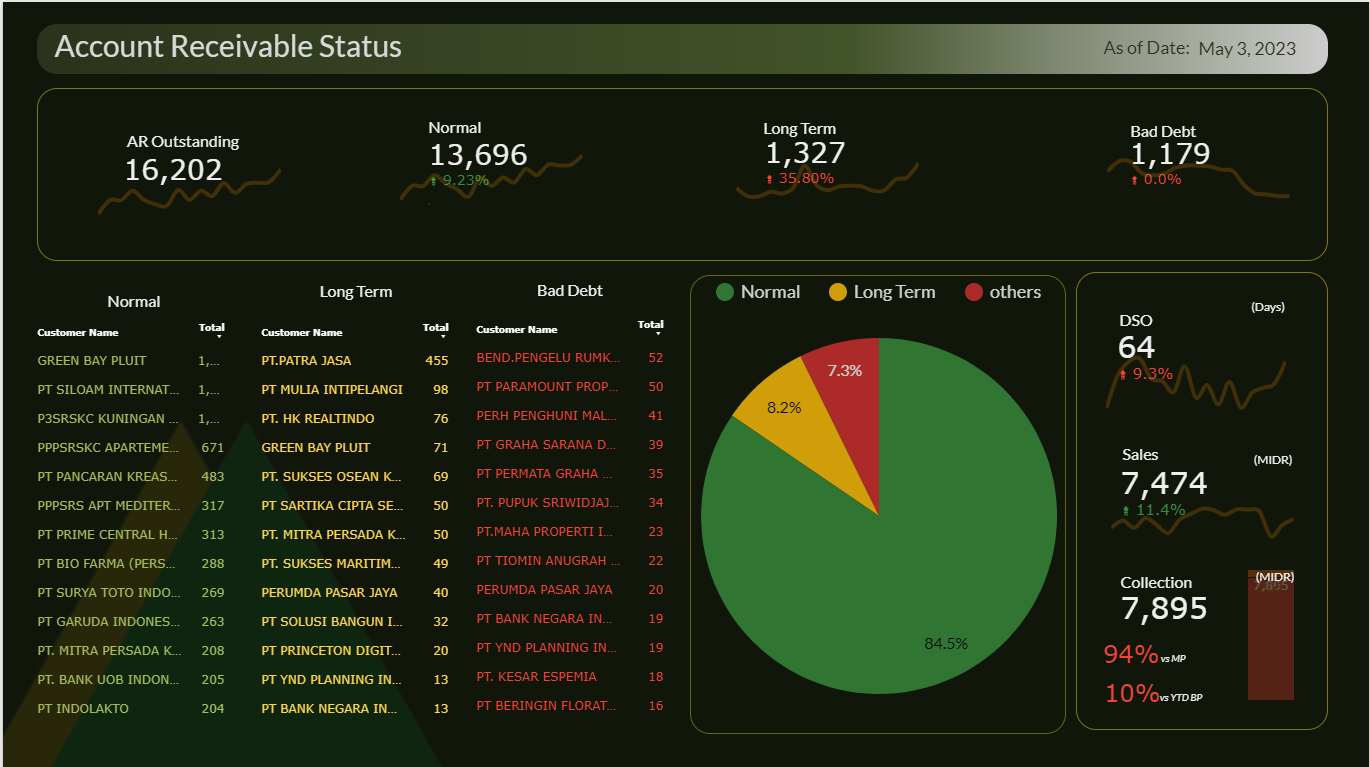 Account Receivable Status
As of Date: May 3, 2023
AR Outstanding
16,202
Normal
13,696
9.23%
Long Term
1,327
35.80%
Bad Debt
1,179
0.0%
Normal
Customer Name Total
GREEN BAY PLUIT 1,...
PT SILOAM INTERNAT... 1,...
P3SRSKC KUNINGAN ... 1,...
PPPSRSKC APARTEME... 671
PT PANCARAN KREAS... 483
PPPSRS APT MEDITER... 317
PT PRIME CENTRAL H... 313
PT BIO FARMA (PERS... 288
PT SURYA TOTO INDO... 269
PT GARUDA INDONES... 263
PT. MITRA PERSADA K... 208
PT. BANK UOB INDON... 205
PT INDOLAKTO 204
Long Term
Customer Name Total
PT.PATRA JASA 455
PT MULIA INTIPELANGI 98
PT. HK REALTINDO 76
GREEN BAY PLUIT 71
PT. SUKSES OSEAN K... 69
PT SARTIKA CIPTA SE... 50
PT. MITRA PERSADA K... 50
PT. SUKSES MARITIM... 49
PERUMDA PASAR JAYA 40
PT SOLUSI BANGUN I... 32
PT PRINCETON DIGIT... 20
PT YND PLANNING IN... 13
PT BANK NEGARA IN... 13
Bad Debt
Customer Name Total
BEND.PENGELU RUMK... 52
PT PARAMOUNT PROP... 50
PERH PENGHUNI MAL... 41
PT GRAHA SARANA D... 39
PT PERMATA GRAHA ... 35
PT. PUPUK SRIWIDJAJ... 34
PT.MAHA PROPERTI I... 23
PT TIOMIN ANUGRAH ... 22
PERUMDA PASAR JAYA 20
PT BANK NEGARA IN... 19
PT YND PLANNING IN... 19
PT. KESAR ESPEMIA 18
PT BERINGIN FLORAT... 16
Normal Long Term others
7.3%
8.2%
84.5%
(Days)
DSO
64
9.3%
Sales (MIDR)
7,474
11.4%
Collection (MIDR)
7,895
7,895
94% vs MP
10% vs YTD BP